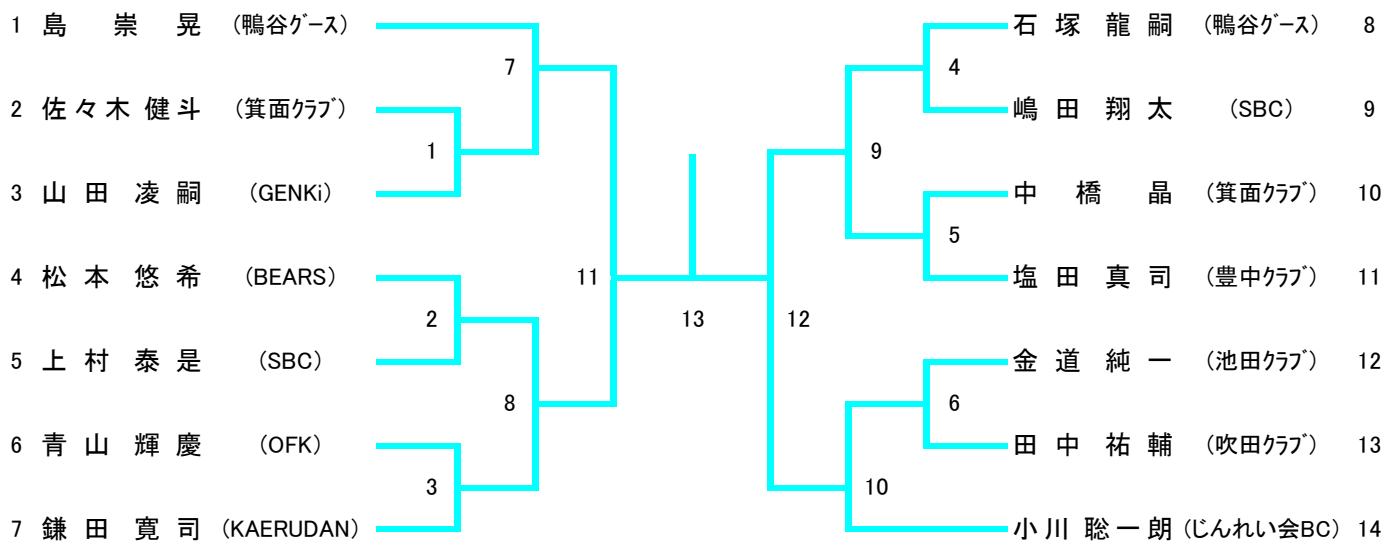 1 島 崇 晃 (鴨谷グース)
7
2 佐々木 健斗 (箕面クラブ)
1
3 山 田 凌 嗣 (GENKi)
4 松 本 悠 希 (BEARS)
11
2
5 上 村 泰 是 (SBC)
8
6 青 山 輝 慶 (OFK)
3
7 鎌 田 寛 司 (KAERUDAN)
13
石 塚 龍 嗣 (鴨谷グース) 8
4
嶋 田 翔 太 (SBC) 9
9
中 橋 晶 (箕面クラブ) 10
5
塩 田 真 司 (豊中クラブ) 11
12
金 道 純 一 (池田クラブ) 12
6
田 中 祐 輔 (吹田クラブ) 13
10
小 川 聡一朗 (じんれい会BC) 14